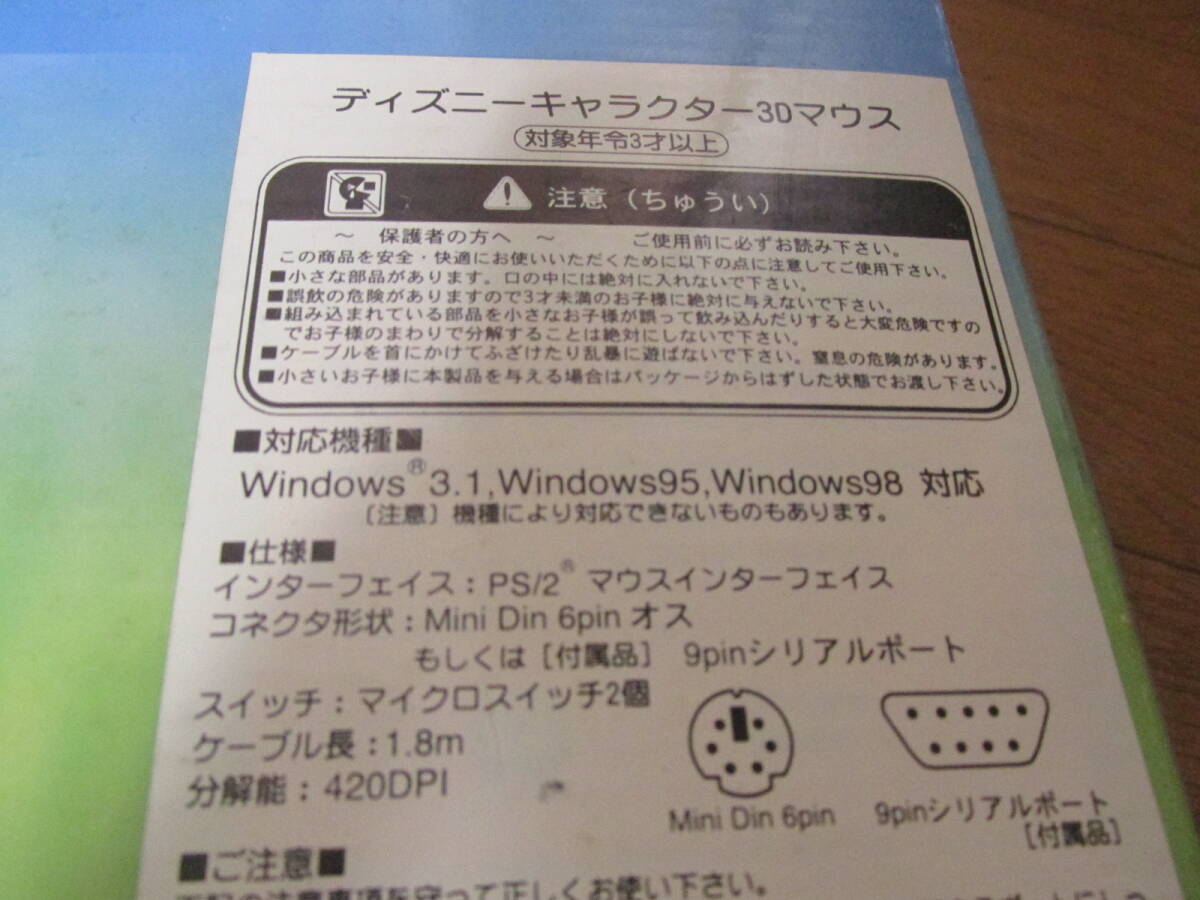 ディズニーキャラクター3Dマウス
対象年令3才以上
注意（ちゅうい）
～ 保護者の方へ ～ ご使用前に必ずお読み下さい。
この商品を安全・快適にお使いいただくために以下の点に注意してご使用下さい。
■小さな部品があります。口の中には絶対に入れないで下さい。
■誤飲の危険がありますので3才未満のお子様に絶対に与えないで下さい。
■組み込まれている部品を小さなお子様が誤って飲み込んだりすると大変危険ですの
でお子様のまわりで分解することは絶対にしないで下さい。
■ケーブルを首にかけてふざけたり乱暴に遊ばないで下さい。窒息の危険があります。
■小さいお子様に本製品を与える場合はパッケージからはずした状態でお渡し下さい。
■対応機種■
Windows®3.1,Windows95,Windows98 対応
〔注意〕機種により対応できないものもあります。
■仕様■
インターフェイス：PS/2® マウスインターフェイス
コネクタ形状：Mini Din 6pin オス
もしくは［付属品］ 9pinシリアルポート
スイッチ：マイクロスイッチ2個
ケーブル長：1.8m
分解能：420DPI
Mini Din 6pin
9pinシリアルポート
［付属品］
■ご注意■
下記の注意事項を守って正しくお使い下さい。